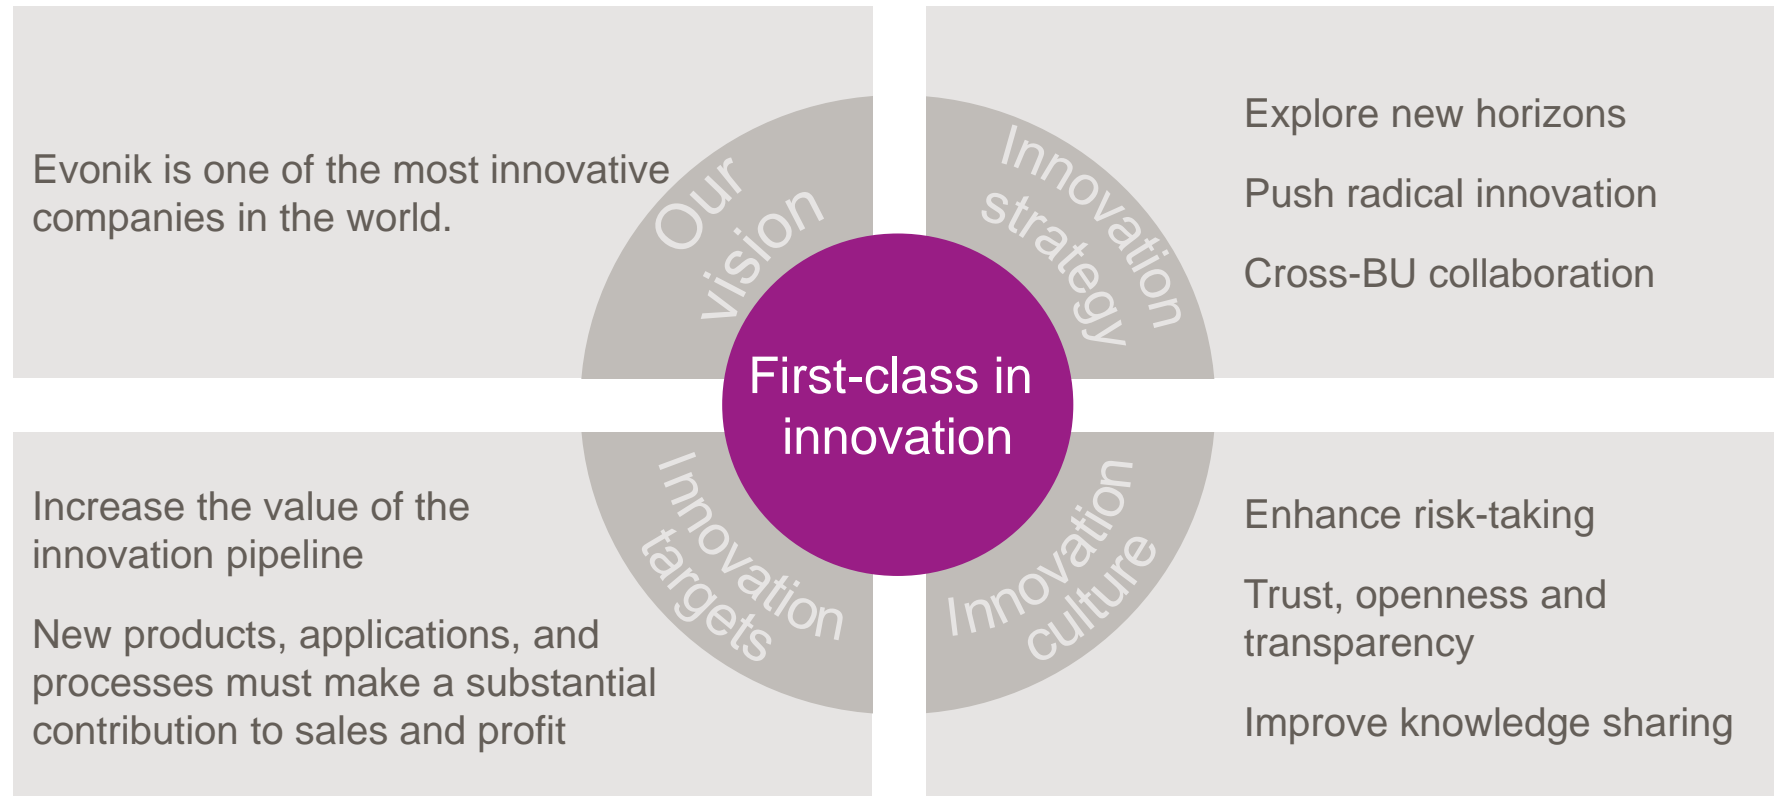 Evonik is one of the most innovative
companies in the world.
Our
vision
Innovation
strategy
Explore new horizons
Push radical innovation
Cross-BU collaboration
First-class in
innovation
Increase the value of the
innovation pipeline
New products, applications, and
processes must make a substantial
contribution to sales and profit
Innovation
targets
Innovation
culture
Enhance risk-taking
Trust, openness and
transparency
Improve knowledge sharing